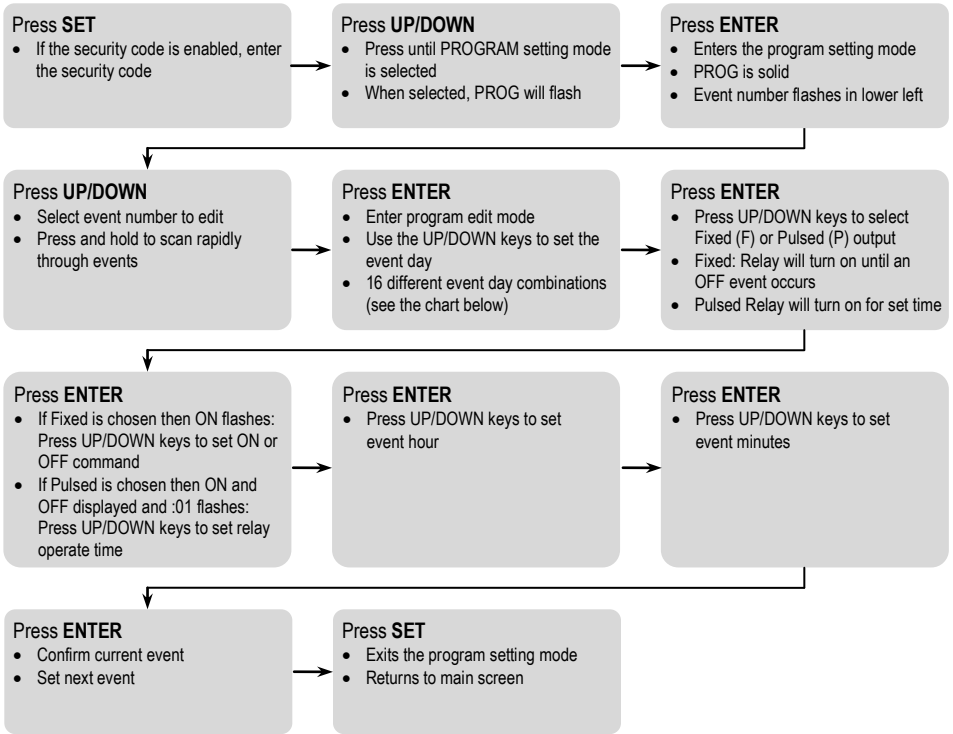 Press SET
• If the security code is enabled, enter
the security code
Press UP/DOWN
• Press until PROGRAM setting mode
is selected
• When selected, PROG will flash
Press ENTER
• Enters the program setting mode
• PROG is solid
• Event number flashes in lower left
Press UP/DOWN
• Select event number to edit
• Press and hold to scan rapidly
through events
Press ENTER
• Enter program edit mode
• Use the UP/DOWN keys to set the
event day
• 16 different event day combinations
(see the chart below)
Press ENTER
• Press UP/DOWN keys to select
Fixed (F) or Pulsed (P) output
• Fixed: Relay will turn on until an
OFF event occurs
• Pulsed Relay will turn on for set time
Press ENTER
• If Fixed is chosen then ON flashes:
Press UP/DOWN keys to set ON or
OFF command
• If Pulsed is chosen then ON and
OFF displayed and :01 flashes:
Press UP/DOWN keys to set relay
operate time
Press ENTER
• Press UP/DOWN keys to set
event hour
Press ENTER
• Press UP/DOWN keys to set
event minutes
Press ENTER
• Confirm current event
• Set next event
Press SET
• Exits the program setting mode
• Returns to main screen